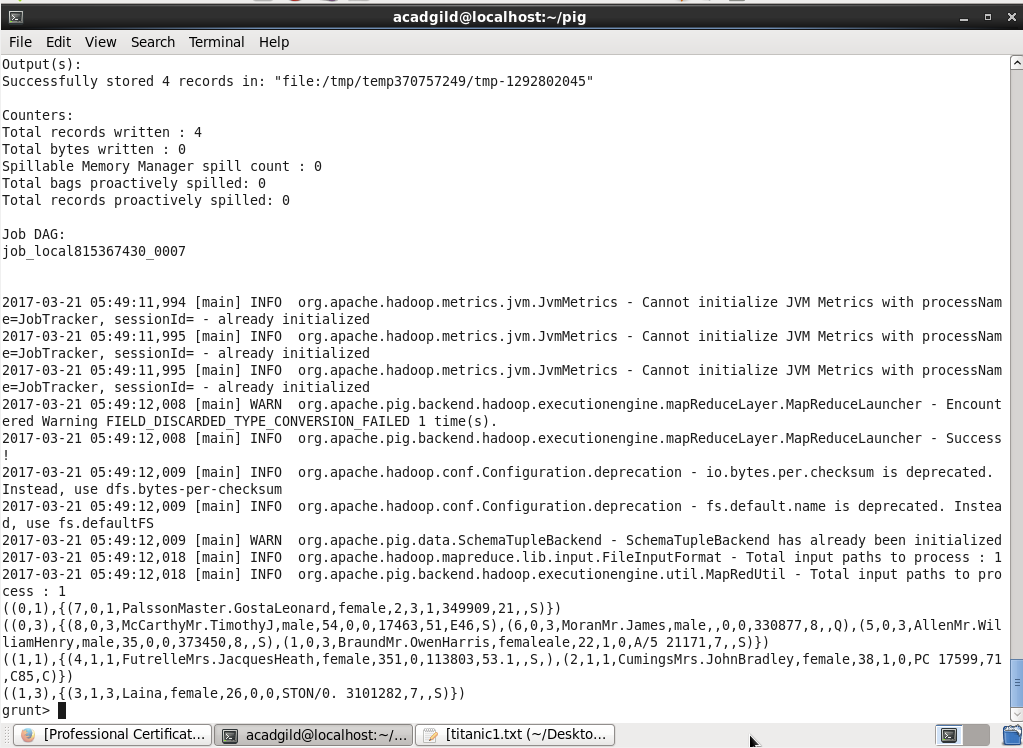 acadgild@localhost:~/pig
File Edit View Search Terminal Help
Output(s):
Successfully stored 4 records in: "file:/tmp/temp370757249/tmp-1292802045"
Counters:
Total records written : 4
Total bytes written : 0
Spillable Memory Manager spill count : 0
Total bags proactively spilled: 0
Total records proactively spilled: 0
Job DAG:
job_local815367430_0007
2017-03-21 05:49:11,994 [main] INFO  org.apache.hadoop.metrics.jvm.JvmMetrics - Cannot initialize JVM Metrics with processNam
e=JobTracker, sessionId= - already initialized
2017-03-21 05:49:11,995 [main] INFO  org.apache.hadoop.metrics.jvm.JvmMetrics - Cannot initialize JVM Metrics with processNam
e=JobTracker, sessionId= - already initialized
2017-03-21 05:49:11,995 [main] INFO  org.apache.hadoop.metrics.jvm.JvmMetrics - Cannot initialize JVM Metrics with processNam
e=JobTracker, sessionId= - already initialized
2017-03-21 05:49:12,008 [main] WARN  org.apache.pig.backend.hadoop.executionengine.mapReduceLayer.MapReduceLauncher - Encount
ered Warning FIELD_DISCARDED_TYPE_CONVERSION_FAILED 1 time(s).
2017-03-21 05:49:12,008 [main] INFO  org.apache.pig.backend.hadoop.executionengine.mapReduceLayer.MapReduceLauncher - Success
!
2017-03-21 05:49:12,009 [main] INFO  org.apache.hadoop.conf.Configuration.deprecation - io.bytes.per.checksum is deprecated.
Instead, use dfs.bytes-per-checksum
2017-03-21 05:49:12,009 [main] INFO  org.apache.hadoop.conf.Configuration.deprecation - fs.default.name is deprecated. Instea
d, use fs.defaultFS
2017-03-21 05:49:12,009 [main] WARN  org.apache.pig.data.SchemaTupleBackend - SchemaTupleBackend has already been initialized
2017-03-21 05:49:12,018 [main] INFO  org.apache.hadoop.mapreduce.lib.input.FileInputFormat - Total input paths to process : 1
2017-03-21 05:49:12,018 [main] INFO  org.apache.pig.backend.hadoop.executionengine.util.MapRedUtil - Total input paths to pro
cess : 1
((0,1),{(7,0,1,PalssonMaster.GostaLeonard,female,2,3,1,349909,21,,S)})
((0,3),{(8,0,3,McCarthyMr.TimothyJ,male,54,0,0,17463,51,E46,S),(6,0,3,MoranMr.James,male,,0,0,330877,8,,Q),(5,0,3,AllenMr.Wil
liamHenry,male,35,0,0,373450,8,,S),(1,0,3,BraundMr.OwenHarris,femaleale,22,1,0,A/5 21171,7,,S)})
((1,1),{(4,1,1,FutrelleMrs.JacquesHeath,female,351,0,113803,53.1,,S,),(2,1,1,CumingsMrs.JohnBradley,female,38,1,0,PC 17599,71
,C85,C)})
((1,3),{(3,1,3,Laina,female,26,0,0,STON/0. 3101282,7,,S)})
grunt>
[Professional Certificat... acadgild@localhost:~/... [titanic1.txt (~/Deskto...